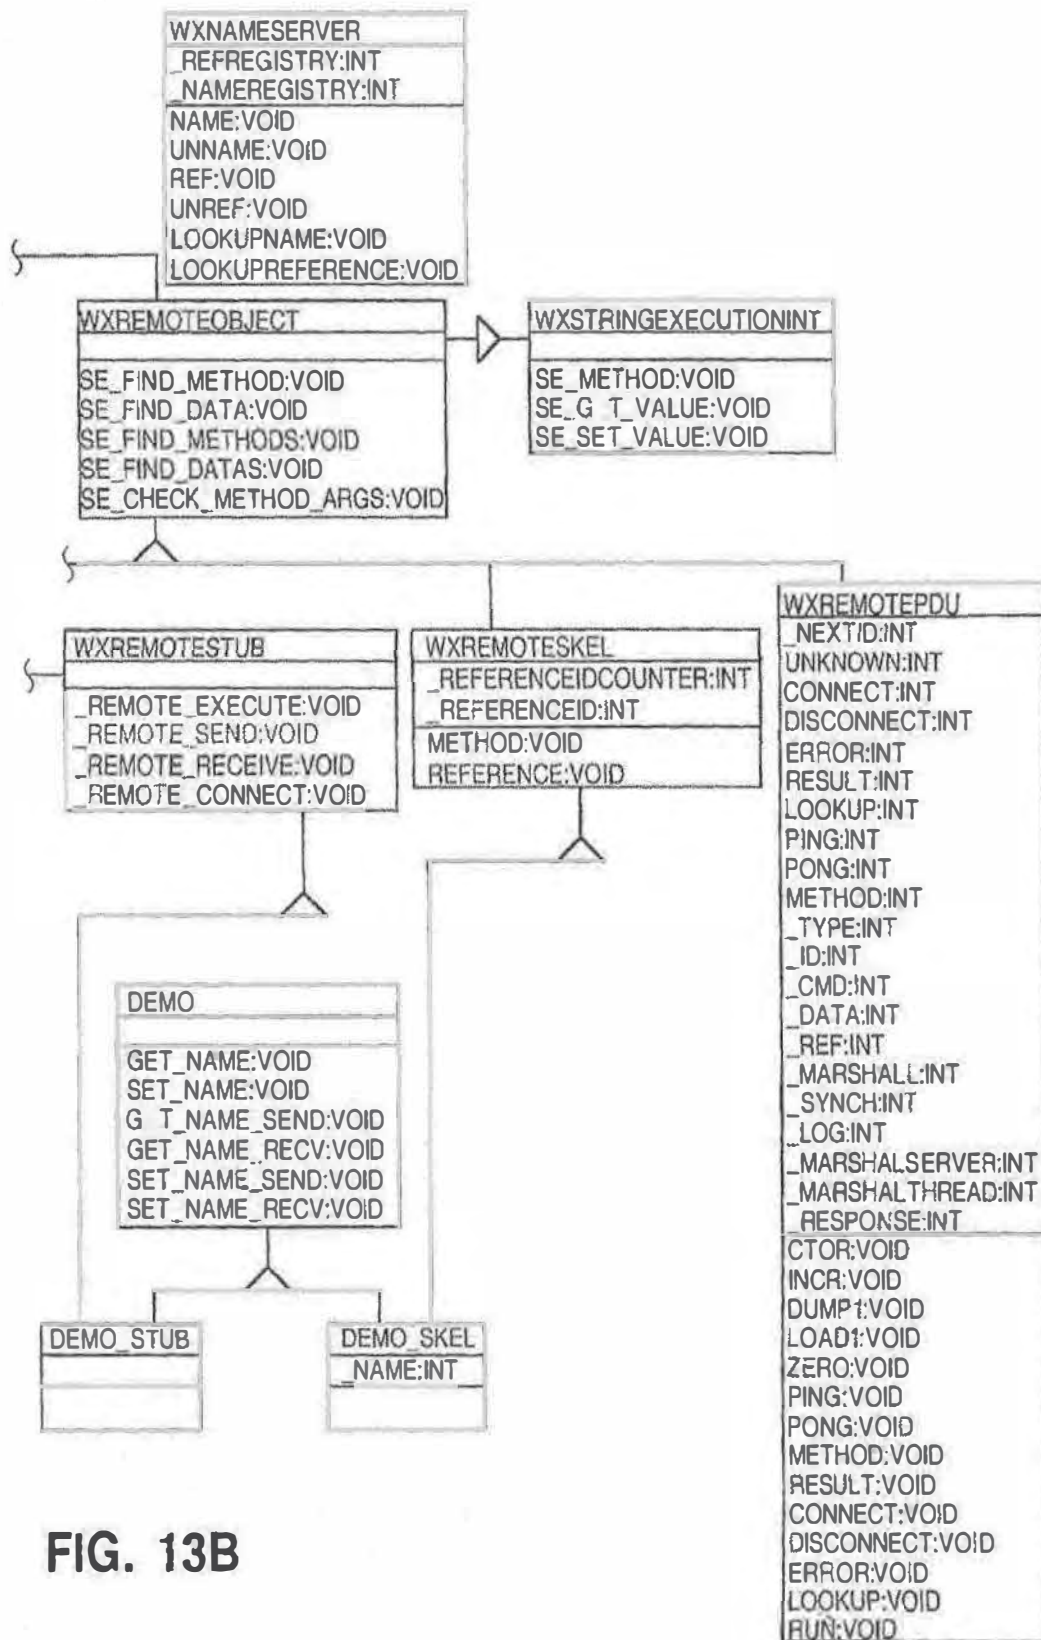 WXNAMESERVER
_REFREGISTRY:INT
_NAMEREGISTRY:INT
NAME:VOID
UNNAME:VOID
REF:VOID
UNREF:VOID
LOOKUPNAME:VOID
LOOKUPREFERENCE:VOID
WXREMOTEOBJECT
SE_FIND_METHOD:VOID
SE_FIND_DATA:VOID
SE_FIND_METHODS:VOID
SE_FIND_DATAS:VOID
SE_CHECK_METHOD_ARGS:VOID
WXSTRINGEXECUTIONINT
SE_METHOD:VOID
SE_G T_VALUE:VOID
SE_SET_VALUE:VOID
WXREMOTESTUB
_REMOTE_EXECUTE:VOID
_REMOTE_SEND:VOID
_REMOTE_RECEIVE:VOID
_REMOTE_CONNECT:VOID
WXREMOTESKEL
_REFERENCEIDCOUNTER:INT
_REFERENCEID:INT
METHOD:VOID
REFERENCE:VOID
WXREMOTEPDU
_NEXTID:INT
UNKNOWN:INT
CONNECT:INT
DISCONNECT:INT
ERROR:INT
RESULT:INT
LOOKUP:INT
PING:INT
PONG:INT
METHOD:INT
_TYPE:INT
_ID:INT
_CMD:INT
_DATA:INT
_REF:INT
_MARSHALL:INT
_SYNCH:INT
_LOG:INT
_MARSHALSERVER:INT
_MARSHALTHREAD:INT
_RESPONSE:INT
CTOR:VOID
INCR:VOID
DUMP1:VOID
LOAD1:VOID
ZERO:VOID
PING:VOID
PONG:VOID
METHOD:VOID
RESULT:VOID
CONNECT:VOID
DISCONNECT:VOID
ERROR:VOID
LOOKUP:VOID
RUN:VOID
DEMO
GET_NAME:VOID
SET_NAME:VOID
G T_NAME_SEND:VOID
GET_NAME_RECV:VOID
SET_NAME_SEND:VOID
SET_NAME_RECV:VOID
DEMO_STUB
DEMO_SKEL
_NAME:INT
FIG. 13B